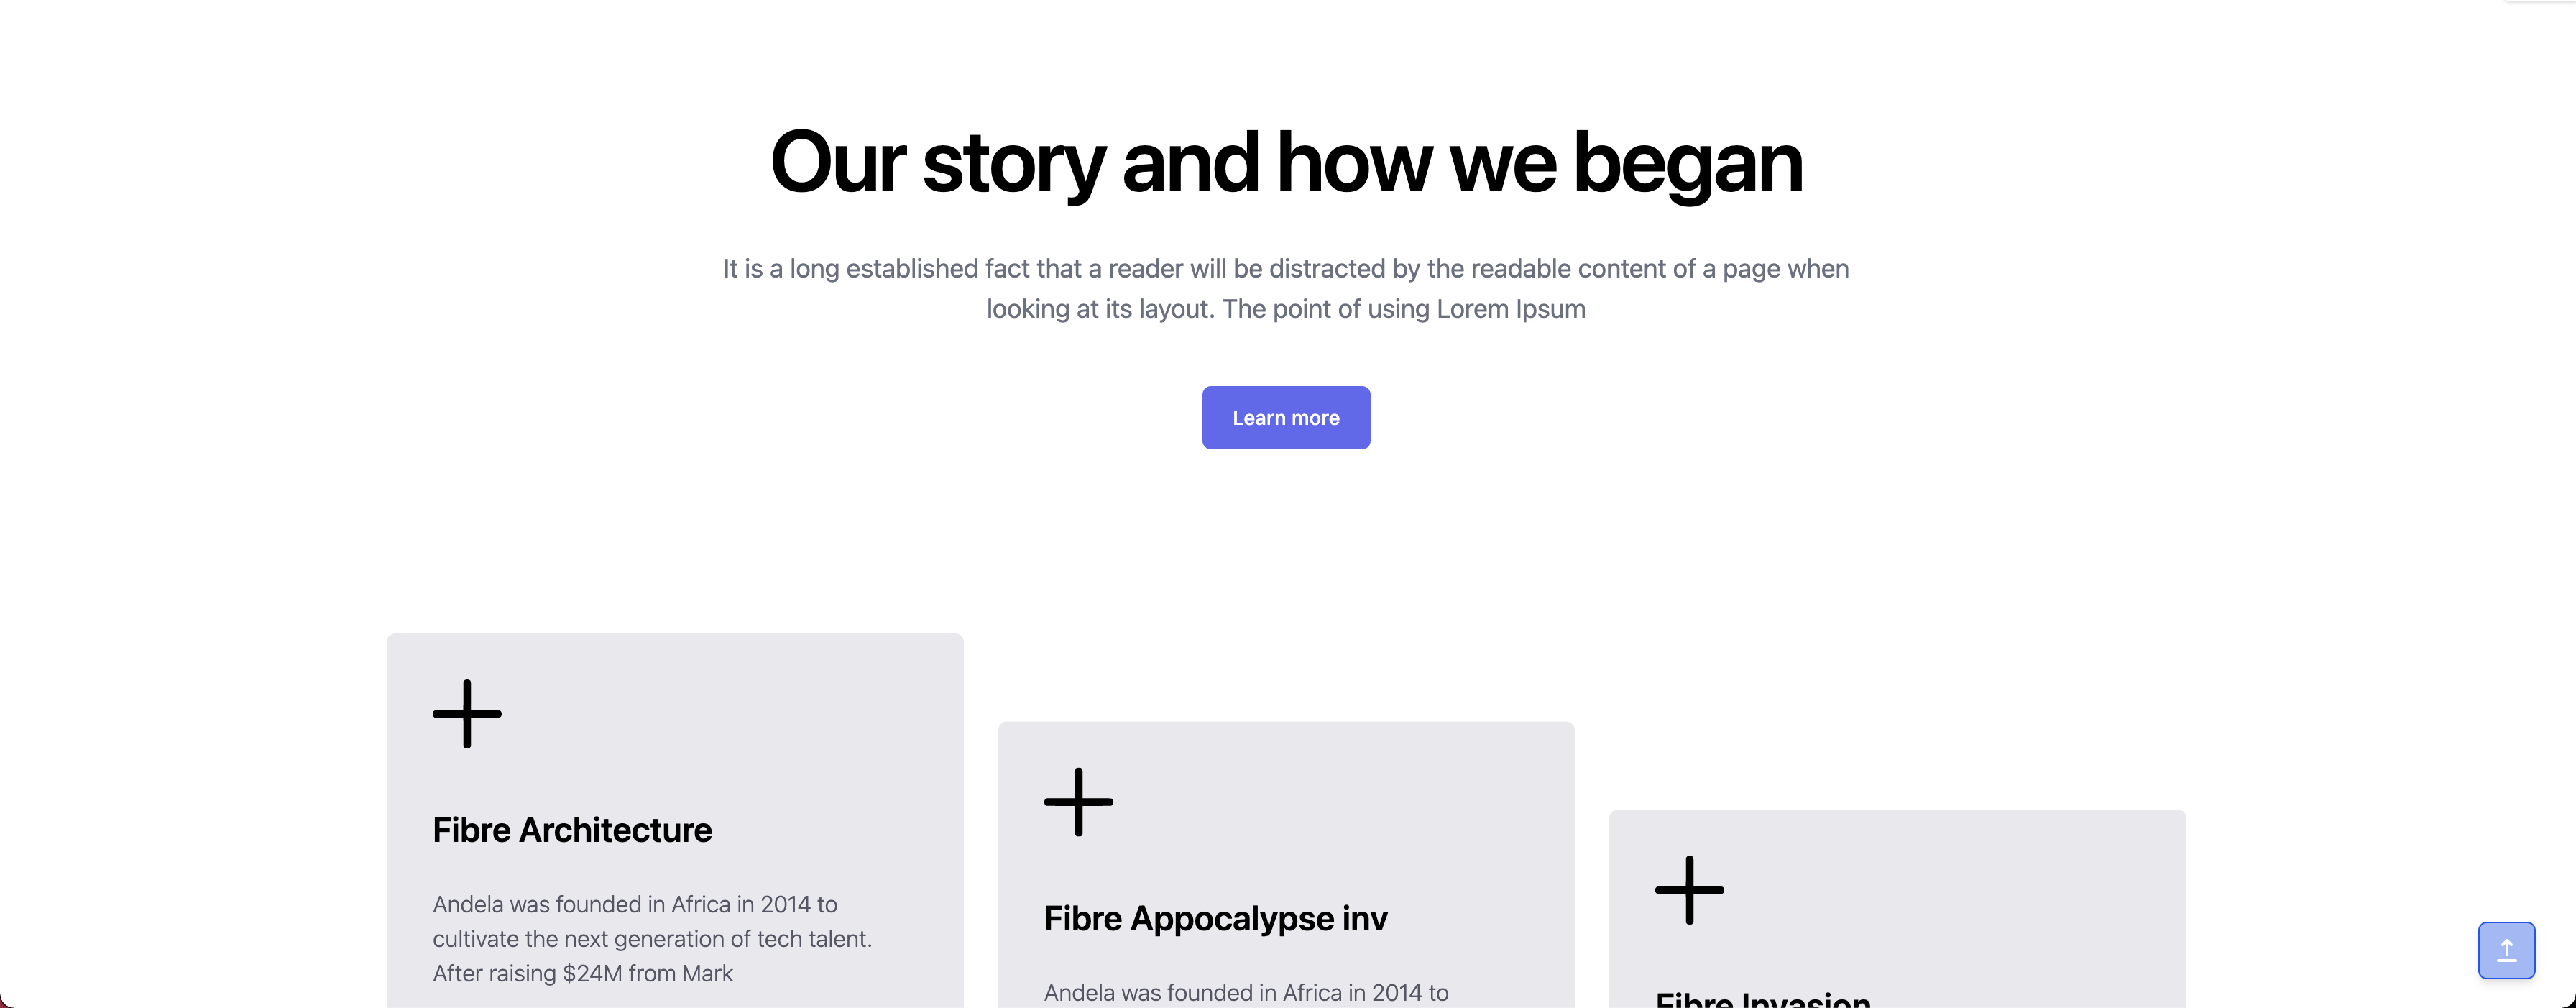 Our story and how we began
It is a long established fact that a reader will be distracted by the readable content of a page when
looking at its layout. The point of using Lorem Ipsum
Learn more
Fibre Architecture
Andela was founded in Africa in 2014 to
cultivate the next generation of tech talent.
After raising $24M from Mark
Fibre Appocalypse inv
Andela was founded in Africa in 2014 to
Fibre Invasion